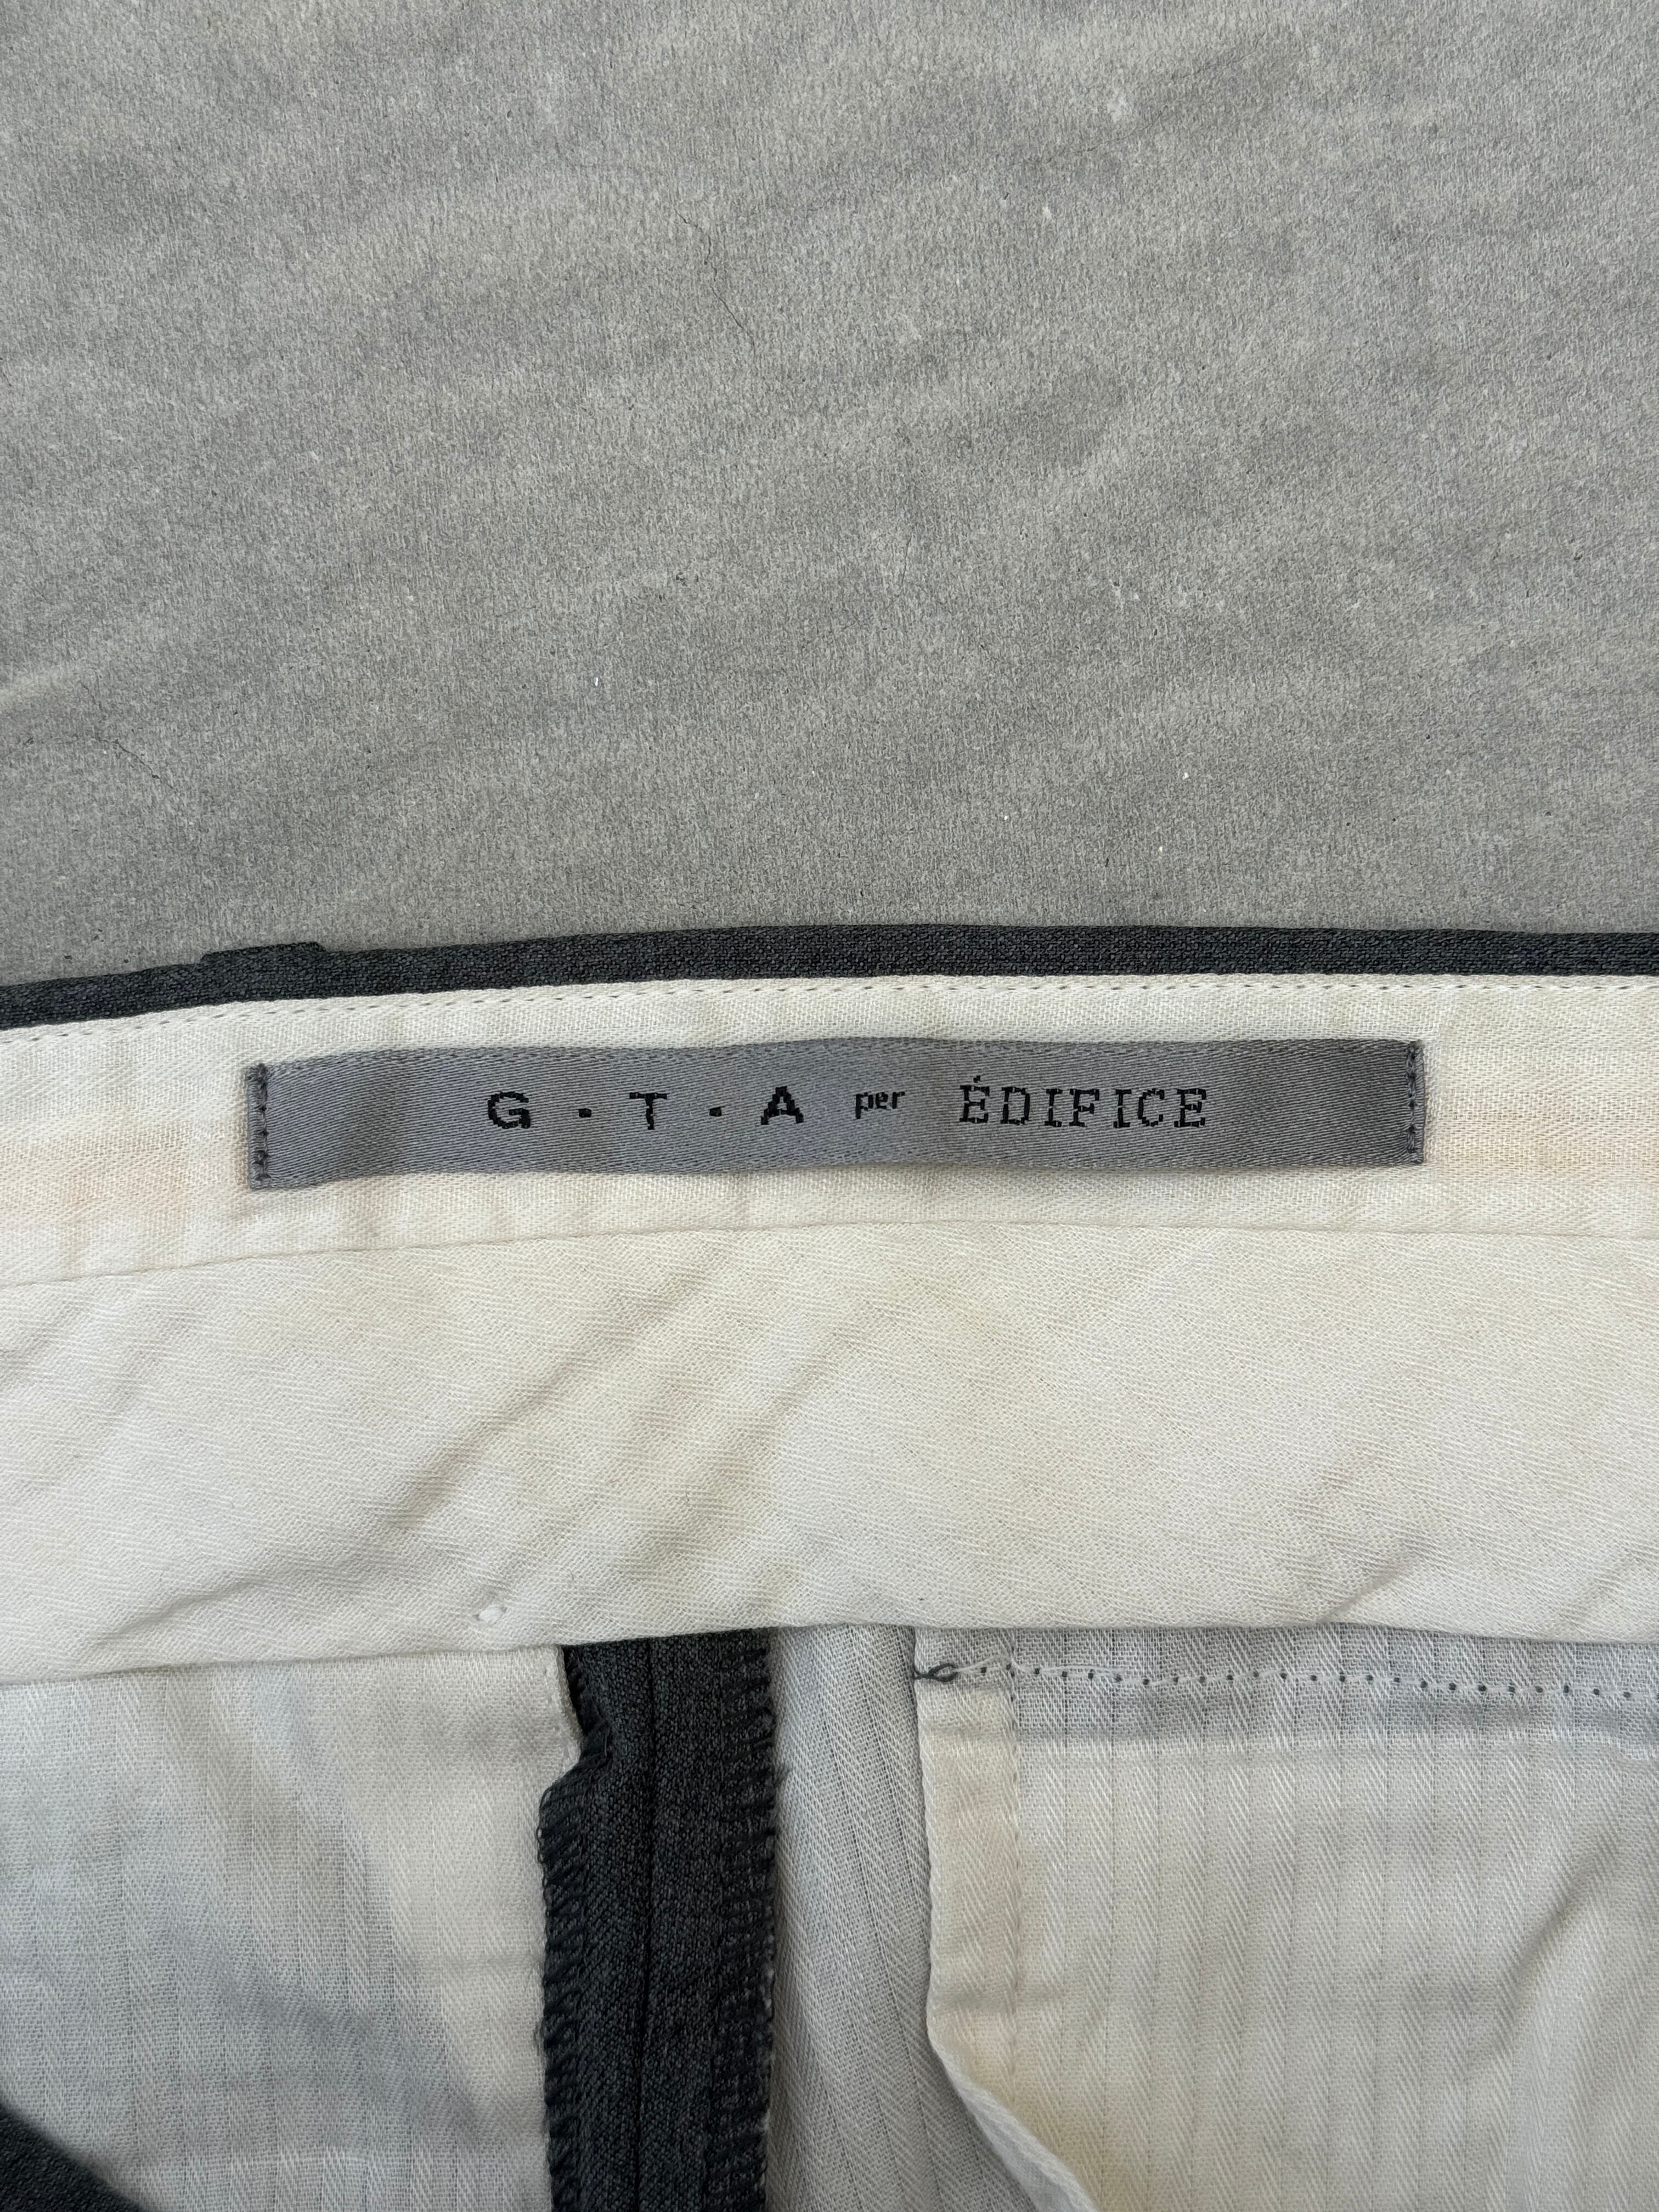 G · T · A per ÉDIFICE